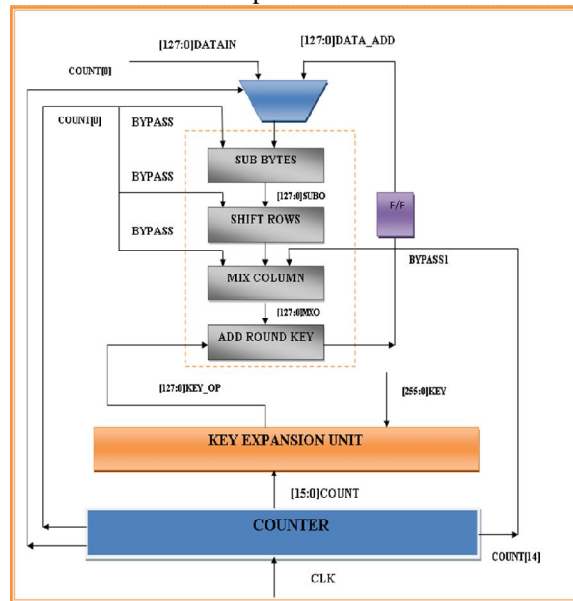 [127:0]DATAIN
[127:0]DATA_ADD
COUNT[0]
COUNT[0]
BYPASS
SUB BYTES
[127:0]SUBO
BYPASS
F/F
SHIFT ROWS
BYPASS
BYPASS1
MIX COLUMN
[127:0]MXO
ADD ROUND KEY
[127:0]KEY_OP
[255:0]KEY
KEY EXPANSION UNIT
[15:0]COUNT
COUNTER
COUNT[14]
CLK